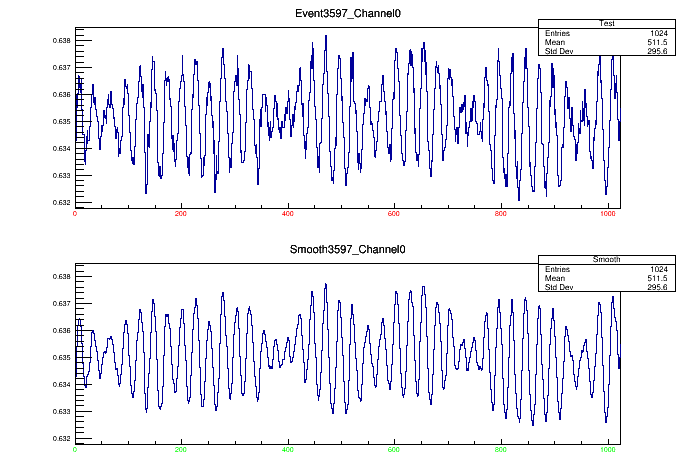 Event3597_Channel0
Test
Entries 1024
Mean 511.5
Std Dev 295.6
0.638
0.637
0.636
0.635
0.634
0.633
0.632
0 200 400 600 800 1000
Smooth3597_Channel0
Smooth
Entries 1024
Mean 511.5
Std Dev 295.6
0.638
0.637
0.636
0.635
0.634
0.633
0.632
0 200 400 600 800 1000